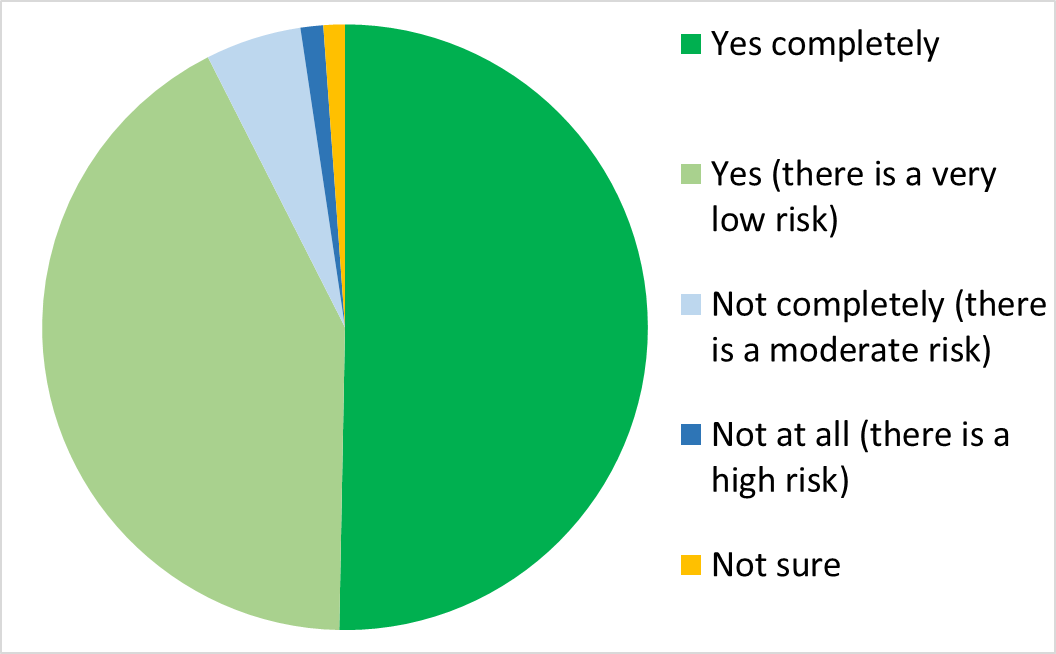 Yes completely
Yes (there is a very
low risk)
Not completely (there
is a moderate risk)
Not at all (there is a
high risk)
Not sure